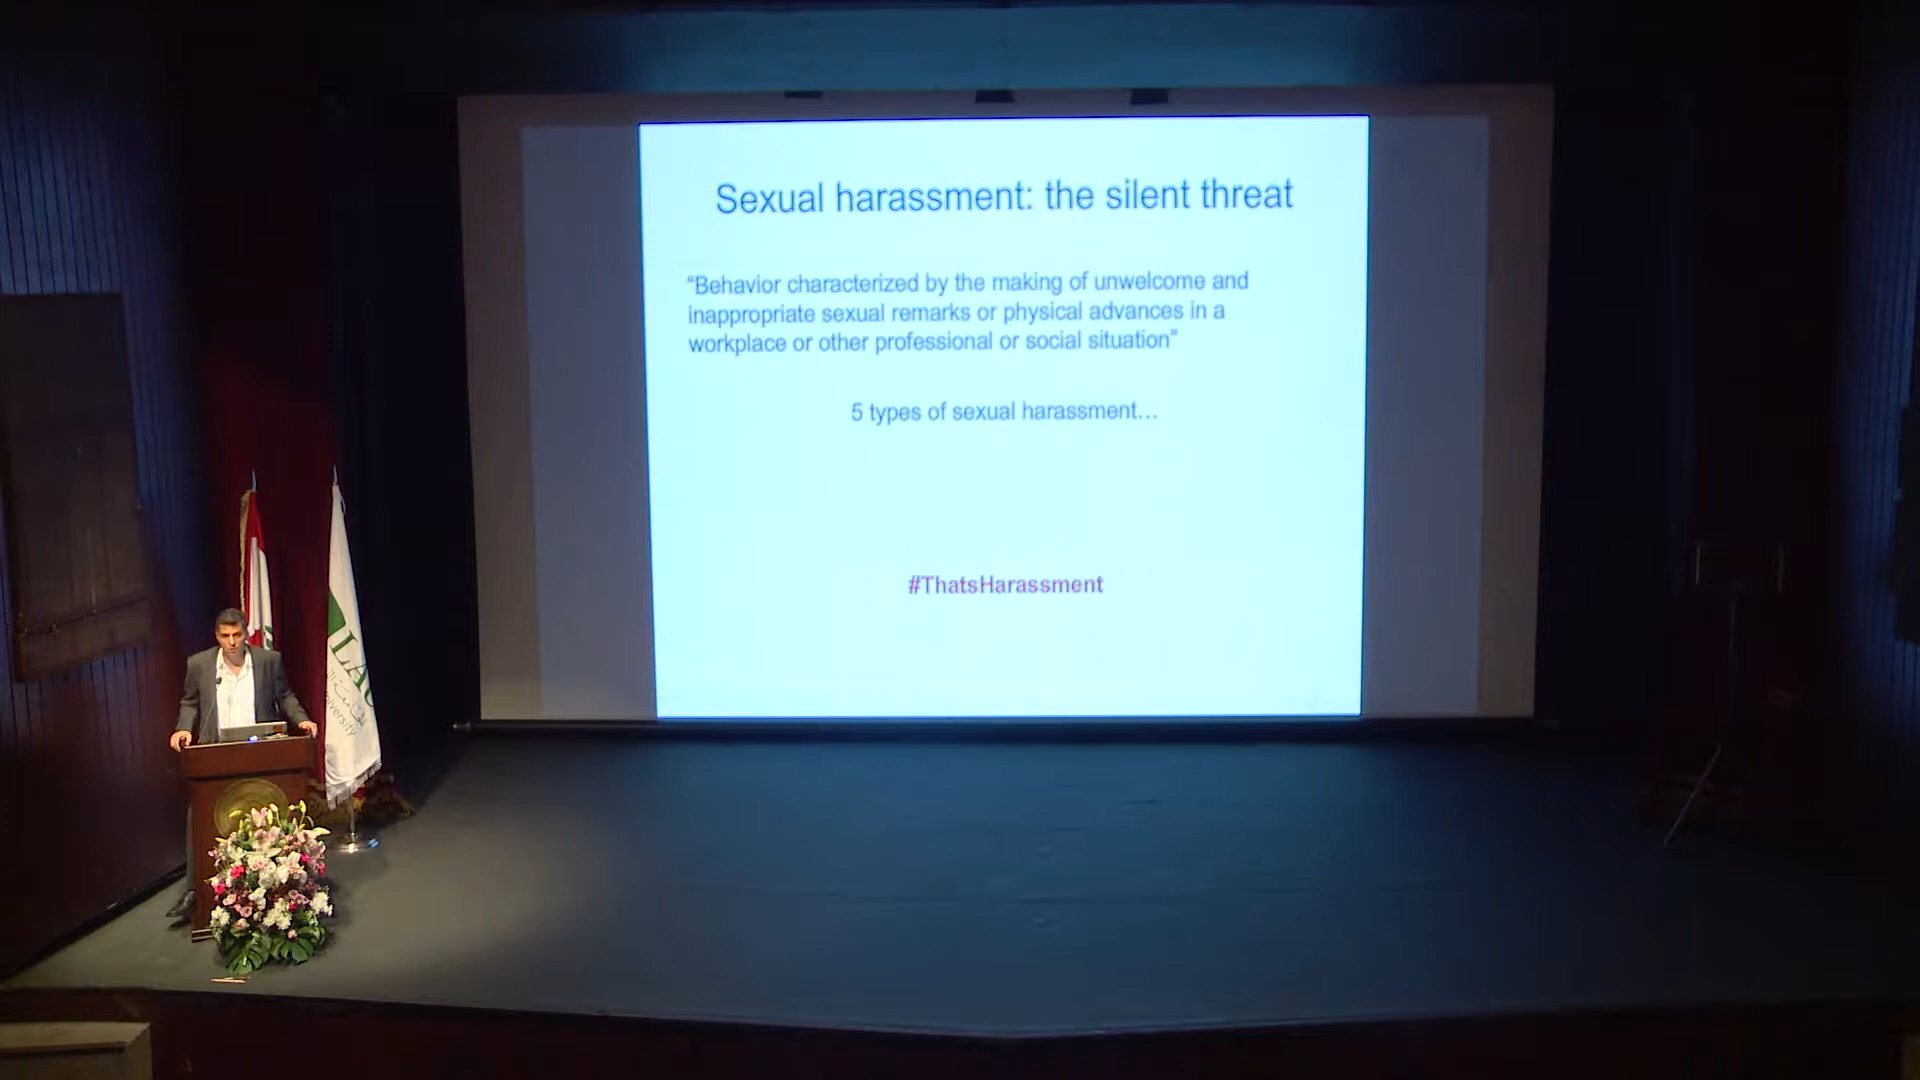 Sexual harassment: the silent threat
“Behavior characterized by the making of unwelcome and
inappropriate sexual remarks or physical advances in a
workplace or other professional or social situation”
5 types of sexual harassment…
#ThatsHarassment
LAU